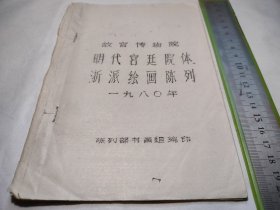 故宫博物院
明代宫廷院体
浙派绘画陈列
一九八〇年
陈列部书画组编印